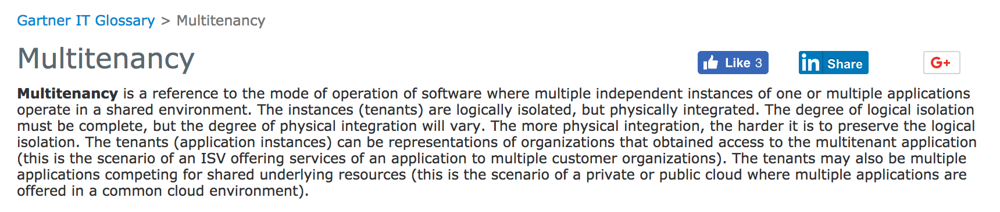 Gartner IT Glossary > Multitenancy
Multitenancy
Like 3
in Share
G+
Multitenancy is a reference to the mode of operation of software where multiple independent instances of one or multiple applications
operate in a shared environment. The instances (tenants) are logically isolated, but physically integrated. The degree of logical isolation
must be complete, but the degree of physical integration will vary. The more physical integration, the harder it is to preserve the logical
isolation. The tenants (application instances) can be representations of organizations that obtained access to the multitenant application
(this is the scenario of an ISV offering services of an application to multiple customer organizations). The tenants may also be multiple
applications competing for shared underlying resources (this is the scenario of a private or public cloud where multiple applications are
offered in a common cloud environment).